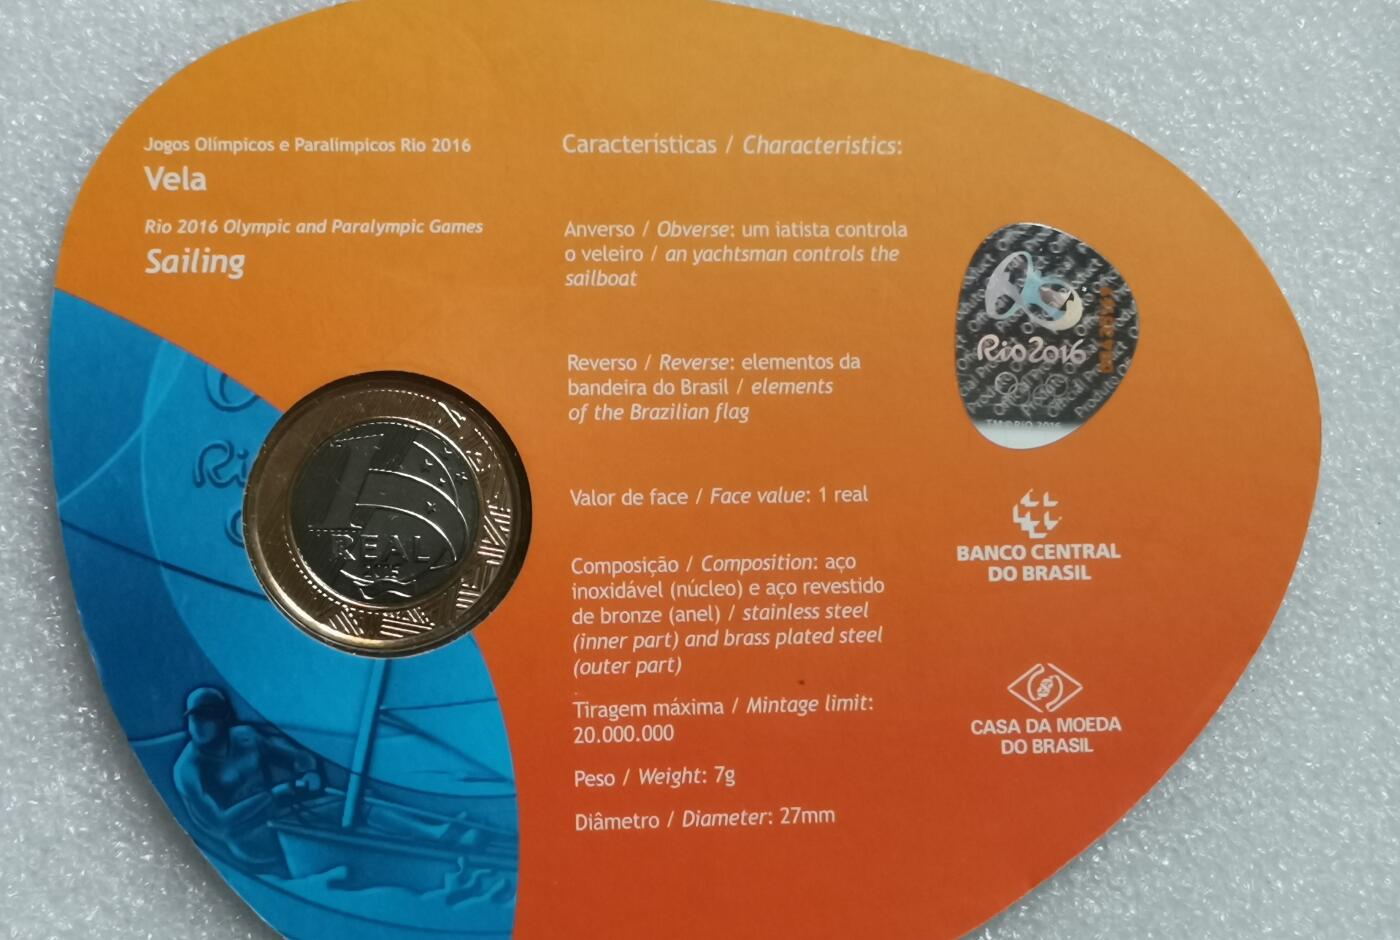 Jogos Olímpicos e Paralímpicos Rio 2016
Vela
Rio 2016 Olympic and Paralympic Games
Sailing
Características / Characteristics:
Anverso / Obverse: um iatista controla
o veleiro / an yachtsman controls the
sailboat
Reverso / Reverse: elementos da
bandeira do Brasil / elements
of the Brazilian flag
Valor de face / Face value: 1 real
Composição / Composition: aço
inoxidável (núcleo) e aço revestido
de bronze (anel) / stainless steel
(inner part) and brass plated steel
(outer part)
Tiragem máxima / Mintage limit:
20.000.000
Peso / Weight: 7g
Diâmetro / Diameter: 27mm
Rio2016
TM©RIO 2016
BANCO CENTRAL
DO BRASIL
CASA DA MOEDA
DO BRASIL
Ri
1
REAL
2015